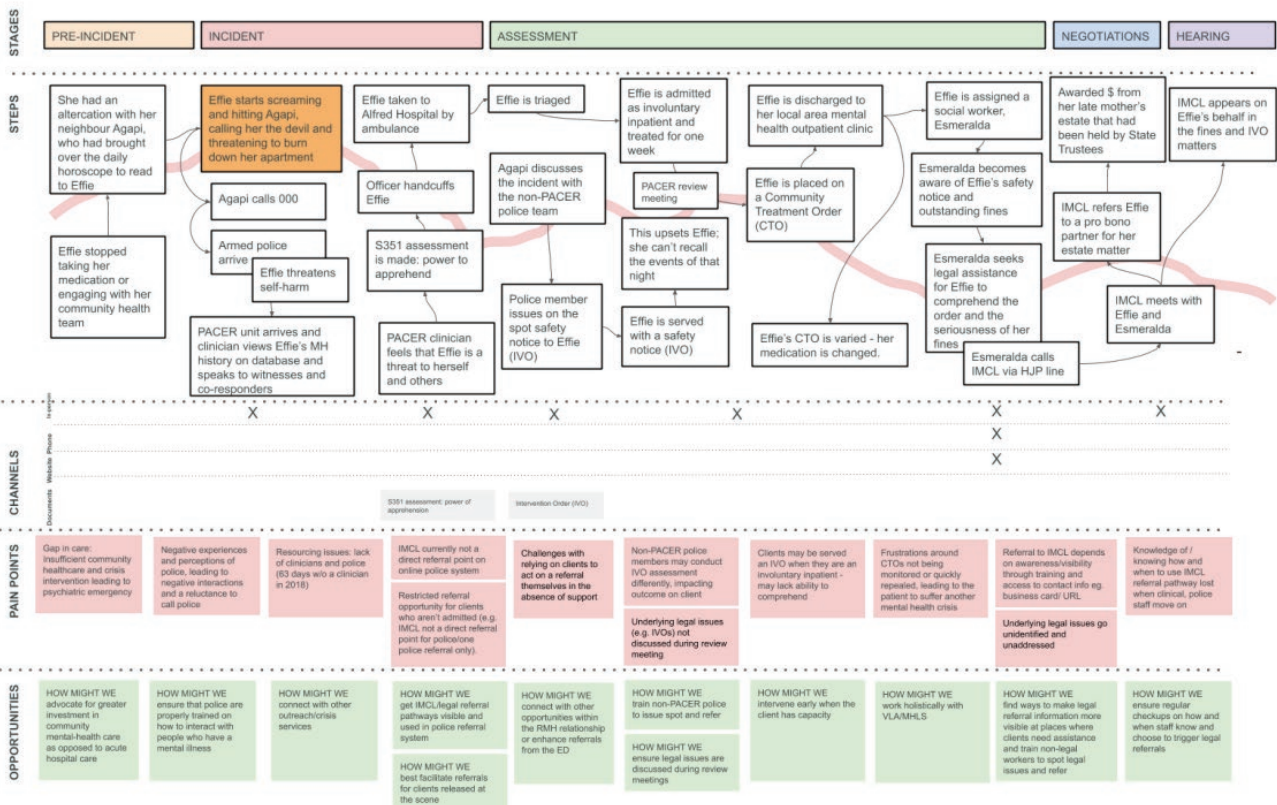 STAGES
PRE-INCIDENT
INCIDENT
ASSESSMENT
NEGOTIATIONS
HEARING
STEPS
She had an
altercation with her
neighbour Agapi,
who had brought
over the daily
horoscope to read
to Effie
Effie stopped
taking her
medication or
engaging with her
community health
team
Effie starts screaming
and hitting Agapi,
calling her the devil and
threatening to burn
down her apartment
Agapi calls 000
Armed police
arrive
Effie threatens
self-harm
PACER unit arrives and
clinician views Effie's MH
history on database and
speaks to witnesses and
co-responders
Effie taken to
Alfred Hospital by
ambulance
Officer handcuffs
Effie
S351 assessment
is made: power to
apprehend
PACER clinician
feels that Effie is a
threat to herself
and others
Effie is triaged
Agapi discusses
the incident with
the non-PACER
police team
Police member
issues on the
spot safety
notice to Effie
(IVO)
Effie is admitted
as involuntary
inpatient and
treated for one
week
PACER review
meeting
This upsets Effie;
she can't recall
the events of that
night
Effie is served
with a safety
notice (IVO)
Effie is discharged to
her local area mental
health outpatient clinic
Effie is placed on
a Community
Treatment Order
(CTO)
Effie's CTO is varied - her
medication is changed.
Effie is assigned a
social worker,
Esmeralda
Esmeralda becomes
aware of Effie's safety
notice and
outstanding fines
Esmeralda seeks
legal assistance
for Effie to
comprehend the
order and the
seriousness of her
fines
Esmeralda calls
IMCL via HJP line
Awarded $ from
her late mother's
estate that had
been held by State
Trustees
IMCL refers Effie
to a pro bono
partner for her
estate matter
IMCL meets with
Effie and
Esmeralda
IMCL appears on
Effie's behalf in
the fines and IVO
matters
-
CHANNELS
In-person
X X X X X X
Phone
X
Website
X
Documents
S351 assessment: power of
apprehension
Intervention Order (IVO)
PAIN POINTS
Gap in care:
insufficient community
healthcare and crisis
intervention leading to
psychiatric emergency
Negative experiences
and perceptions of
police, leading to
negative interactions
and a reluctance to
call police
Resourcing issues: lack
of clinicians and police
(63 days w/o a clinician
in 2018)
IMCL currently not a
direct referral point on
online police system
Restricted referral
opportunity for clients
who aren't admitted (e.g.
IMCL not a direct referral
point for police/one
police referral only).
Challenges with
relying on clients to
act on a referral
themselves in the
absence of support
Non-PACER police
members may conduct
IVO assessment
differently, impacting
outcome on client
Underlying legal issues
(e.g. IVOs) not
discussed during review
meeting
Clients may be served
an IVO when they are an
involuntary inpatient -
may lack ability to
comprehend
Frustrations around
CTOs not being
monitored or quickly
repealed, leading to the
patient to suffer another
mental health crisis
Referral to IMCL depends
on awareness/visibility
through training and
access to contact info eg.
business card/ URL
Underlying legal issues go
unidentified and
unaddressed
Knowledge of /
knowing how and
when to use IMCL
referral pathway lost
when clinical, police
staff move on
OPPORTUNITIES
HOW MIGHT WE
advocate for greater
investment in
community
mental-health care
as opposed to acute
hospital care
HOW MIGHT WE
ensure that police are
properly trained on
how to interact with
people who have a
mental illness
HOW MIGHT WE
connect with other
outreach/crisis
services
HOW MIGHT WE
get IMCL/legal referral
pathways visible and
used in police referral
system
HOW MIGHT WE
best facilitate referrals
for clients released at
the scene
HOW MIGHT WE
connect with other
opportunities within
the RMH relationship
or enhance referrals
from the ED
HOW MIGHT WE
train non-PACER police
to issue spot and refer
HOW MIGHT WE
ensure legal issues are
discussed during review
meetings
HOW MIGHT WE
intervene early when the
client has capacity
HOW MIGHT WE
work holistically with
VLA/MHLS
HOW MIGHT WE
find ways to make legal
referral information more
visible at places where
clients need assistance
and train non-legal
workers to spot legal
issues and refer
HOW MIGHT WE
ensure regular
checkups on how and
when staff know and
choose to trigger legal
referrals